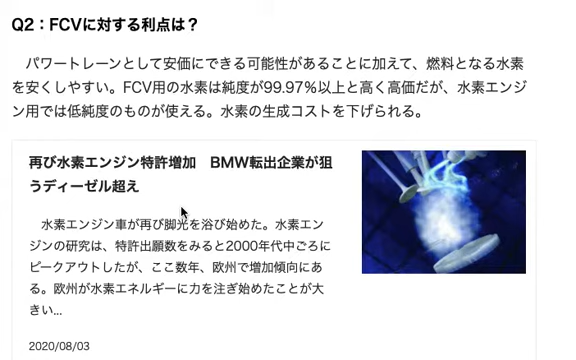 Q2：FCVに対する利点は？
パワートレーンとして安価にできる可能性があることに加えて、燃料となる水素
を安くしやすい。FCV用の水素は純度が99.97%以上と高く高価だが、水素エンジ
ン用では低純度のものが使える。水素の生成コストを下げられる。
再び水素エンジン特許増加　BMW転出企業が狙
うディーゼル超え
水素エンジン車が再び脚光を浴び始めた。水素エン
ジンの研究は、特許出願数をみると2000年代中ごろに
ピークアウトしたが、ここ数年、欧州で増加傾向にあ
る。欧州が水素エネルギーに力を注ぎ始めたことが大
きい...
2020/08/03